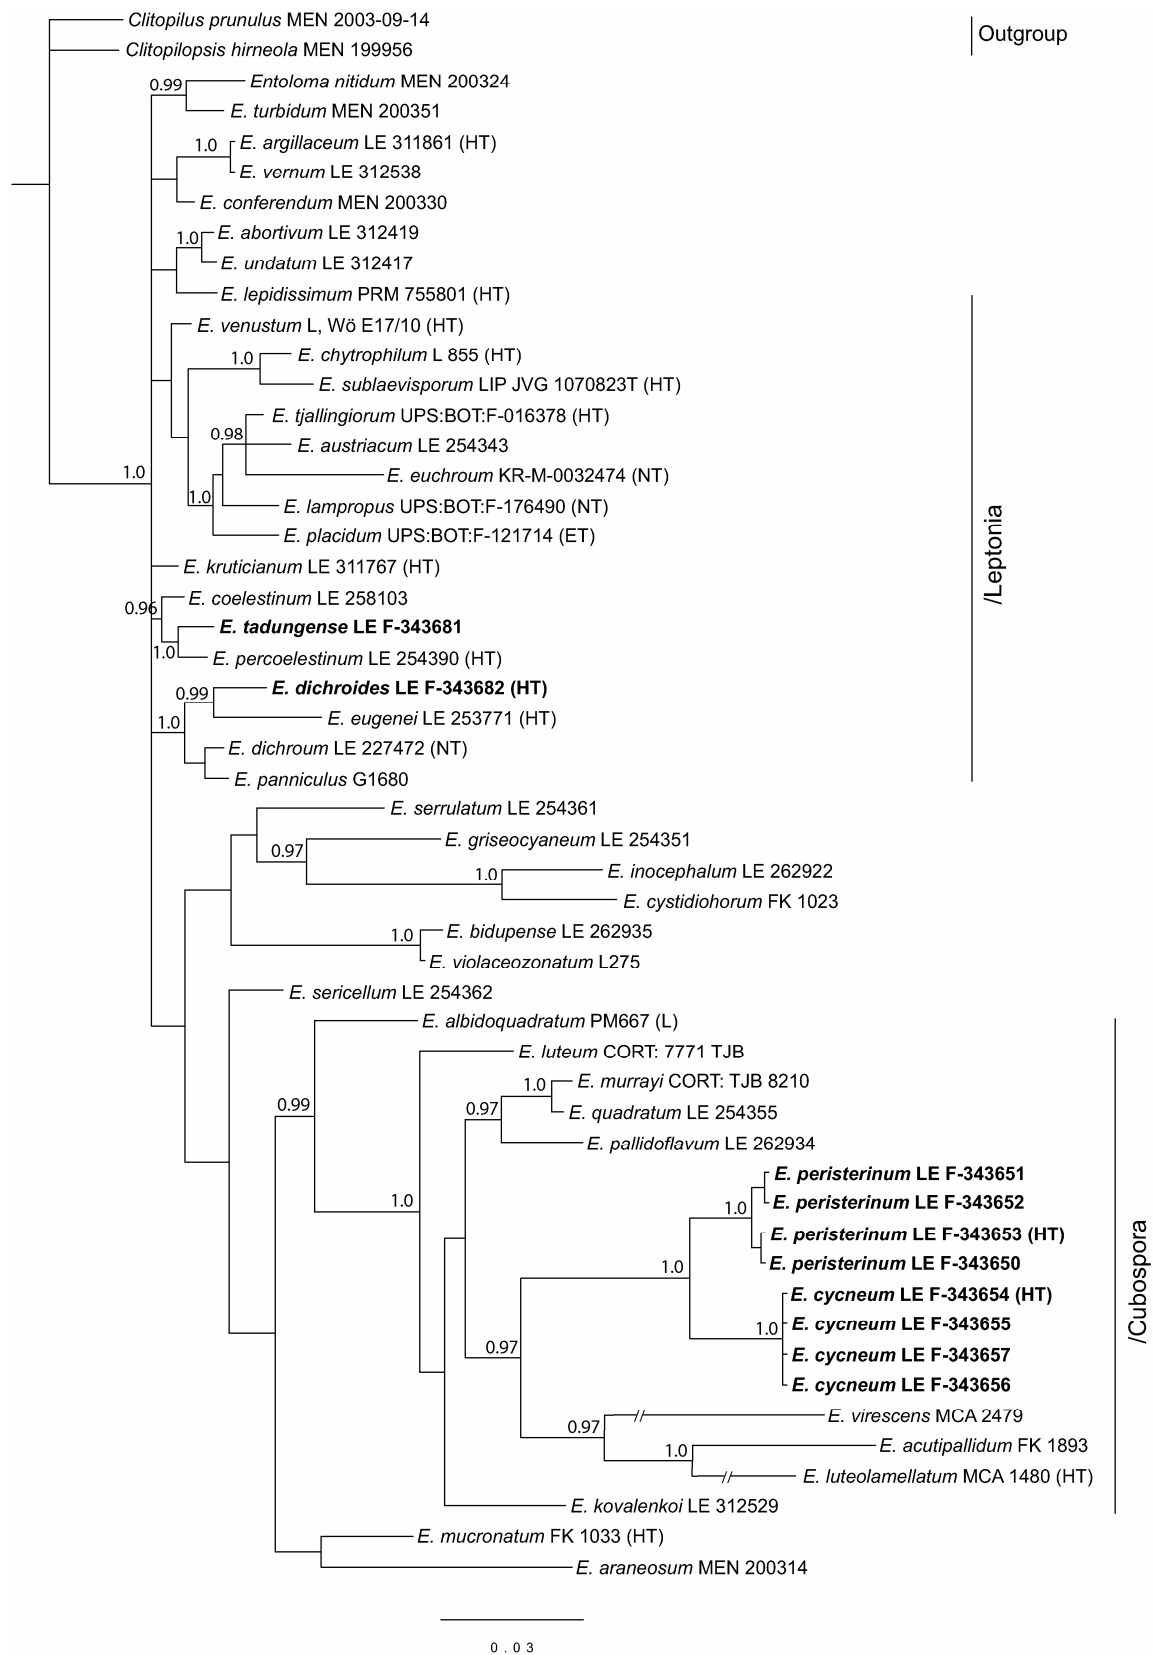 Clitopilus prunulus MEN 2003-09-14
Clitopilopsis hirneola MEN 199956
Outgroup
0.99
Entoloma nitidum MEN 200324
E. turbidum MEN 200351
1.0
E. argillaceum LE 311861 (HT)
E. vernum LE 312538
E. conferendum MEN 200330
1.0
E. abortivum LE 312419
E. undatum LE 312417
E. lepidissimum PRM 755801 (HT)
E. venustum L, Wö E17/10 (HT)
1.0
E. chytrophilum L 855 (HT)
E. sublaevisporum LIP JVG 1070823T (HT)
E. tjallingiorum UPS:BOT:F-016378 (HT)
0.98
E. austriacum LE 254343
1.0
E. euchroum KR-M-0032474 (NT)
1.0
E. lampropus UPS:BOT:F-176490 (NT)
E. placidum UPS:BOT:F-121714 (ET)
/Leptonia
E. kruticianum LE 311767 (HT)
0.96
E. coelestinum LE 258103
E. tadungense LE F-343681
1.0
E. percoelestinum LE 254390 (HT)
0.99
E. dichroides LE F-343682 (HT)
1.0
E. eugenei LE 253771 (HT)
E. dichroum LE 227472 (NT)
E. panniculus G1680
E. serrulatum LE 254361
0.97
E. griseocyaneum LE 254351
1.0
E. inocephalum LE 262922
E. cystidiohorum FK 1023
1.0
E. bidupense LE 262935
E. violaceozonatum L275
E. sericellum LE 254362
E. albidoquadratum PM667 (L)
E. luteum CORT: 7771 TJB
1.0
E. murrayi CORT: TJB 8210
0.99
0.97
E. quadratum LE 254355
E. pallidoflavum LE 262934
E. peristerinum LE F-343651
1.0
1.0
E. peristerinum LE F-343652
E. peristerinum LE F-343653 (HT)
1.0
E. peristerinum LE F-343650
E. cycneum LE F-343654 (HT)
1.0
E. cycneum LE F-343655
0.97
E. cycneum LE F-343657
E. cycneum LE F-343656
/Cubospora
0.97
E. virescens MCA 2479
1.0
E. acutipallidum FK 1893
E. luteolamellatum MCA 1480 (HT)
E. kovalenkoi LE 312529
E. mucronatum FK 1033 (HT)
E. araneosum MEN 200314
0.03